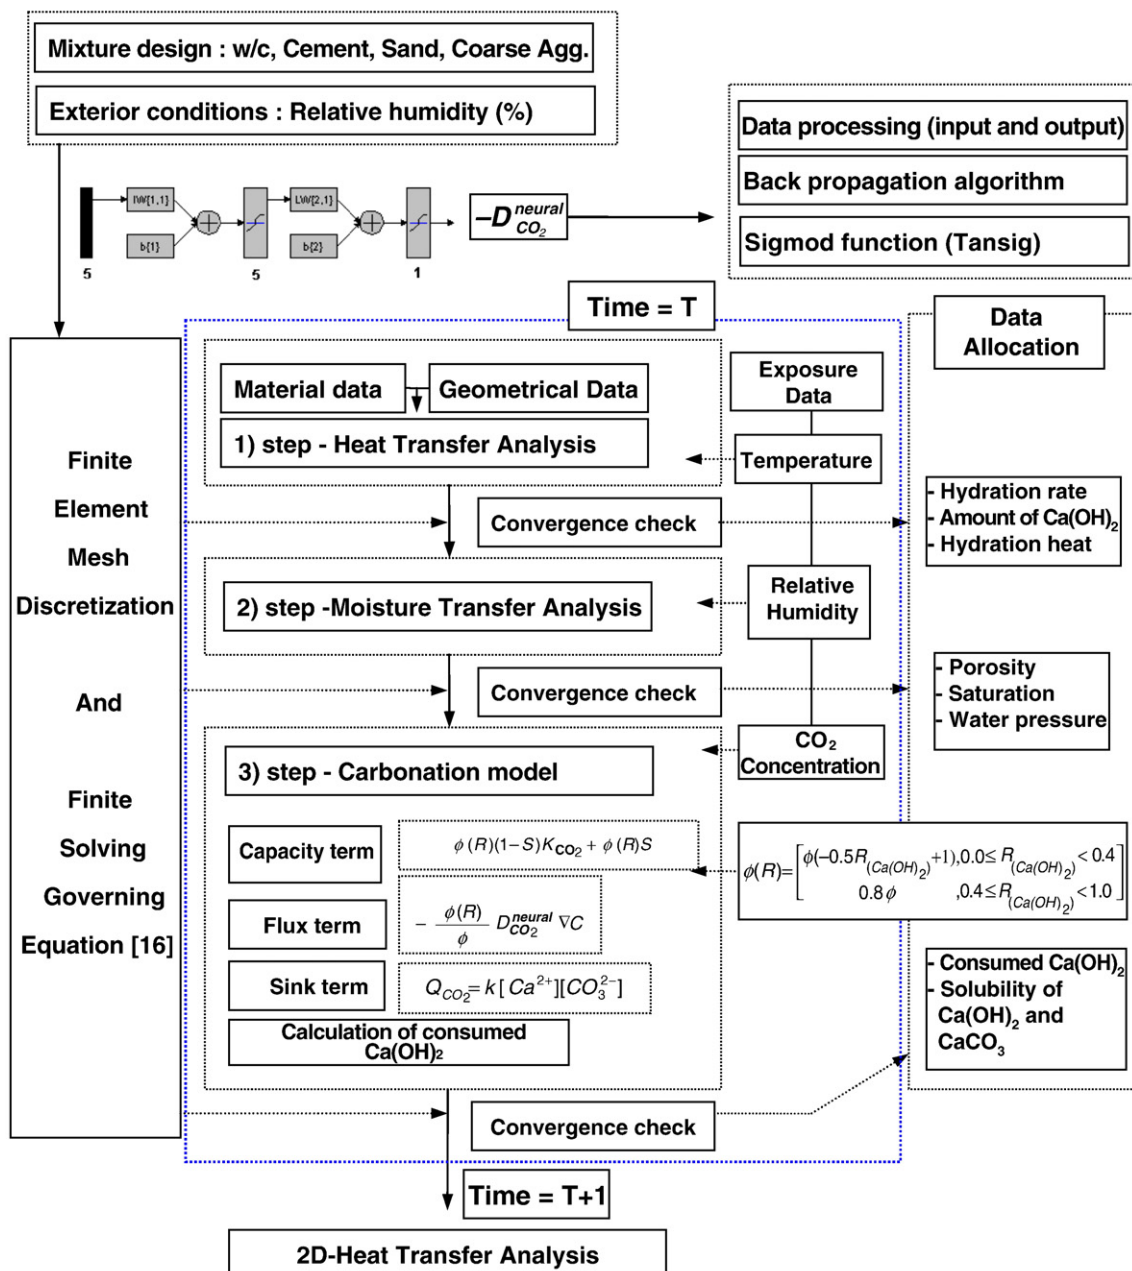 Mixture design : w/c, Cement, Sand, Coarse Agg.
Exterior conditions : Relative humidity (%)
Data processing (input and output)
Back propagation algorithm
Sigmod function (Tansig)
IW{1,1}
b{1}
LW{2,1}
b{2}
5
5
1
−D^neural_CO₂
Time = T
Data
Allocation
Finite
Element
Mesh
Discretization
And
Finite
Solving
Governing
Equation [16]
Material data
Geometrical Data
1) step - Heat Transfer Analysis
Exposure
Data
Temperature
Convergence check
- Hydration rate
- Amount of Ca(OH)₂
- Hydration heat
2) step -Moisture Transfer Analysis
Relative
Humidity
Convergence check
- Porosity
- Saturation
- Water pressure
3) step - Carbonation model
CO₂
Concentration
Capacity term
ϕ(R)(1−S)K_CO₂ + ϕ(R)S
ϕ(R)=[ϕ(−0.5R_(Ca(OH)₂)+1),0.0≤ R_(Ca(OH)₂) <0.4
0.8ϕ ,0.4≤R_(Ca(OH)₂)<1.0]
Flux term
− ϕ(R)/ϕ D^neural_CO₂ ∇C
Sink term
Q_CO₂= k[Ca²⁺][CO₃²⁻]
Calculation of consumed
Ca(OH)₂
- Consumed Ca(OH)₂
- Solubility of
Ca(OH)₂ and
CaCO₃
Convergence check
Time = T+1
2D-Heat Transfer Analysis